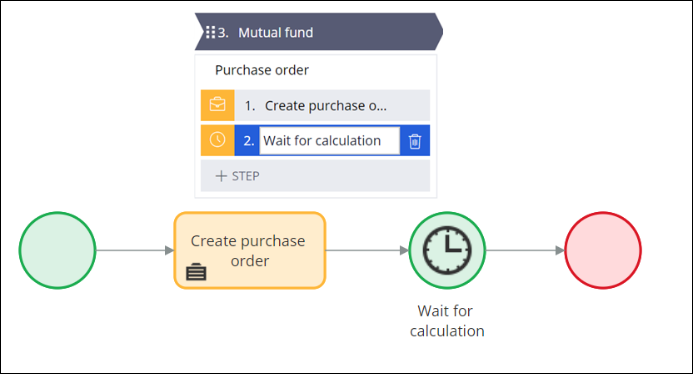 3. Mutual fund
Purchase order
1. Create purchase o...
2. Wait for calculation
+ STEP
Create purchase
order
Wait for
calculation